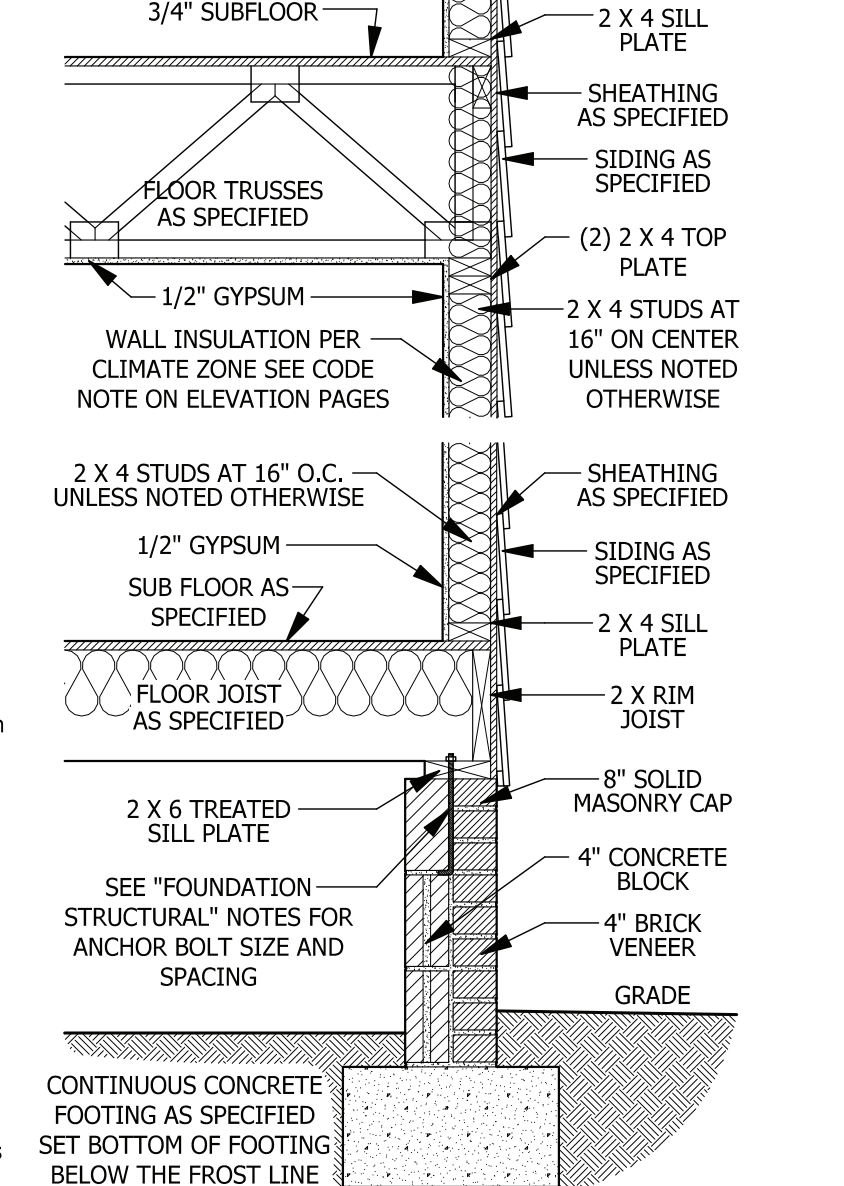 3/4" SUBFLOOR
2 X 4 SILL
PLATE
SHEATHING
AS SPECIFIED
SIDING AS
SPECIFIED
FLOOR TRUSSES
AS SPECIFIED
(2) 2 X 4 TOP
PLATE
1/2" GYPSUM
2 X 4 STUDS AT
16" ON CENTER
UNLESS NOTED
OTHERWISE
WALL INSULATION PER
CLIMATE ZONE SEE CODE
NOTE ON ELEVATION PAGES
2 X 4 STUDS AT 16" O.C.
UNLESS NOTED OTHERWISE
SHEATHING
AS SPECIFIED
1/2" GYPSUM
SIDING AS
SPECIFIED
SUB FLOOR AS
SPECIFIED
2 X 4 SILL
PLATE
FLOOR JOIST
AS SPECIFIED
2 X RIM
JOIST
2 X 6 TREATED
SILL PLATE
8" SOLID
MASONRY CAP
SEE "FOUNDATION
STRUCTURAL" NOTES FOR
ANCHOR BOLT SIZE AND
SPACING
4" CONCRETE
BLOCK
4" BRICK
VENEER
GRADE
CONTINUOUS CONCRETE
FOOTING AS SPECIFIED
SET BOTTOM OF FOOTING
BELOW THE FROST LINE